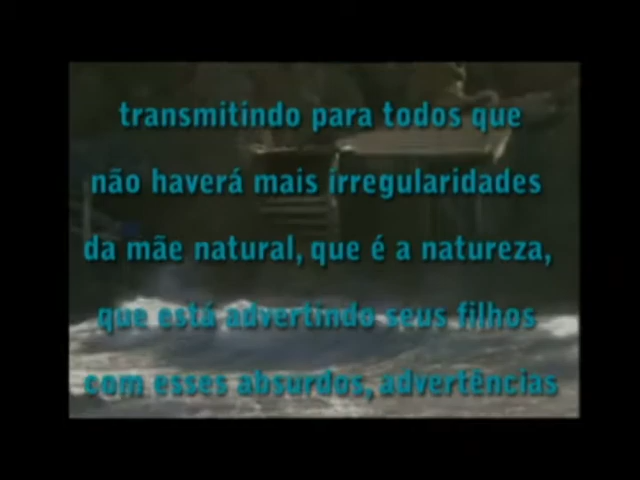 transmitindo para todos que
não haverá mais irregularidades
da mãe natural, que é a natureza,
que está advertindo seus filhos
com esses absurdos, advertências